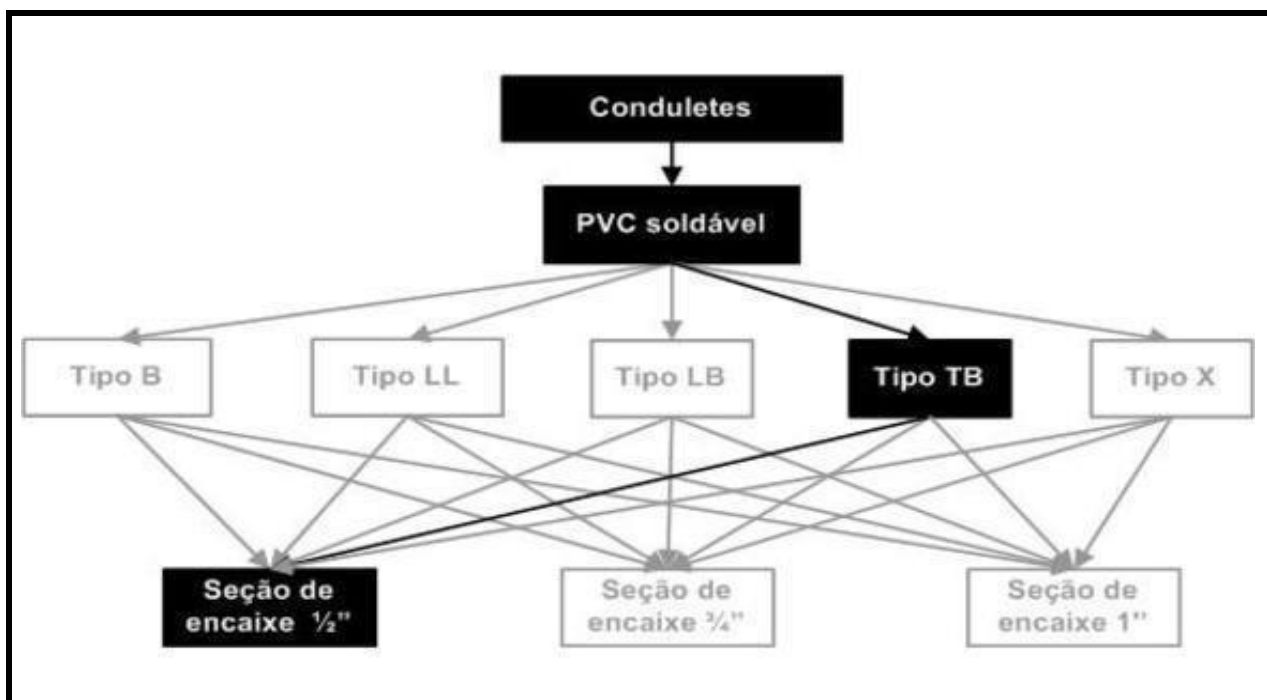 Conduletes
PVC soldável
Tipo B
Tipo LL
Tipo LB
Tipo TB
Tipo X
Seção de
encaixe ½”
Seção de
encaixe ¾”
Seção de
encaixe 1”